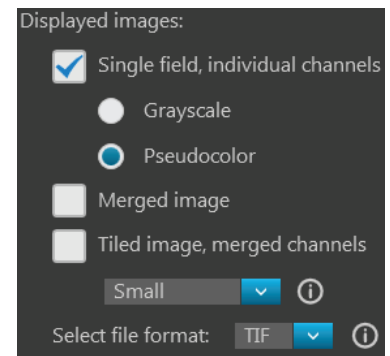 Displayed images:
Single field, individual channels
Grayscale
Pseudocolor
Merged image
Tiled image, merged channels
Small
Select file format: TIF